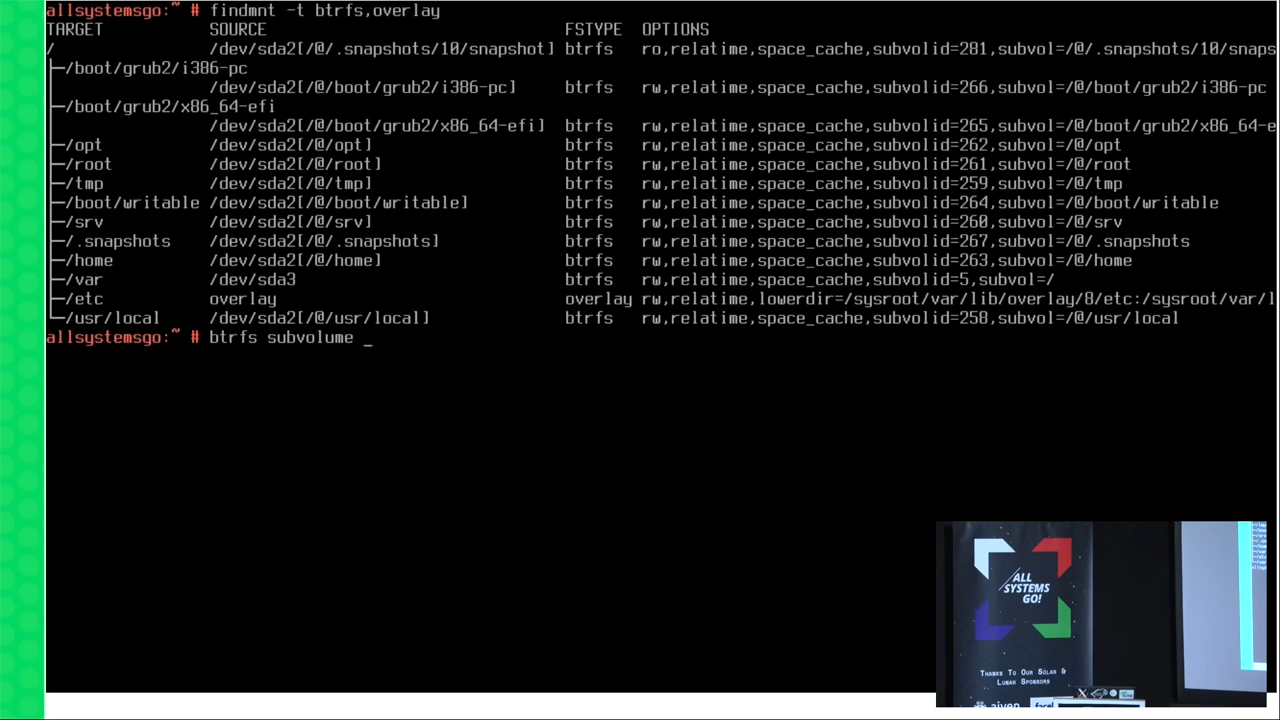 allsystemsgo:~ # findmnt -t btrfs,overlay
TARGET SOURCE FSTYPE OPTIONS
/ /dev/sda2[/@/.snapshots/10/snapshot] btrfs ro,relatime,space_cache,subvolid=281,subvol=/@/.snapshots/10/snaps
├─/boot/grub2/i386-pc
│ /dev/sda2[/@/boot/grub2/i386-pc] btrfs rw,relatime,space_cache,subvolid=266,subvol=/@/boot/grub2/i386-pc
├─/boot/grub2/x86_64-efi
│ /dev/sda2[/@/boot/grub2/x86_64-efi] btrfs rw,relatime,space_cache,subvolid=265,subvol=/@/boot/grub2/x86_64-e
├─/opt /dev/sda2[/@/opt] btrfs rw,relatime,space_cache,subvolid=262,subvol=/@/opt
├─/root /dev/sda2[/@/root] btrfs rw,relatime,space_cache,subvolid=261,subvol=/@/root
├─/tmp /dev/sda2[/@/tmp] btrfs rw,relatime,space_cache,subvolid=259,subvol=/@/tmp
├─/boot/writable /dev/sda2[/@/boot/writable] btrfs rw,relatime,space_cache,subvolid=264,subvol=/@/boot/writable
├─/srv /dev/sda2[/@/srv] btrfs rw,relatime,space_cache,subvolid=260,subvol=/@/srv
├─/.snapshots /dev/sda2[/@/.snapshots] btrfs rw,relatime,space_cache,subvolid=267,subvol=/@/.snapshots
├─/home /dev/sda2[/@/home] btrfs rw,relatime,space_cache,subvolid=263,subvol=/@/home
├─/var /dev/sda3 btrfs rw,relatime,space_cache,subvolid=5,subvol=/
├─/etc overlay overlay rw,relatime,lowerdir=/sysroot/var/lib/overlay/8/etc:/sysroot/var/l
└─/usr/local /dev/sda2[/@/usr/local] btrfs rw,relatime,space_cache,subvolid=258,subvol=/@/usr/local
allsystemsgo:~ # btrfs subvolume _
ALL
SYSTEMS
GO!
THANKS TO OUR SOLAR &
LUNAR SPONSORS
aiven